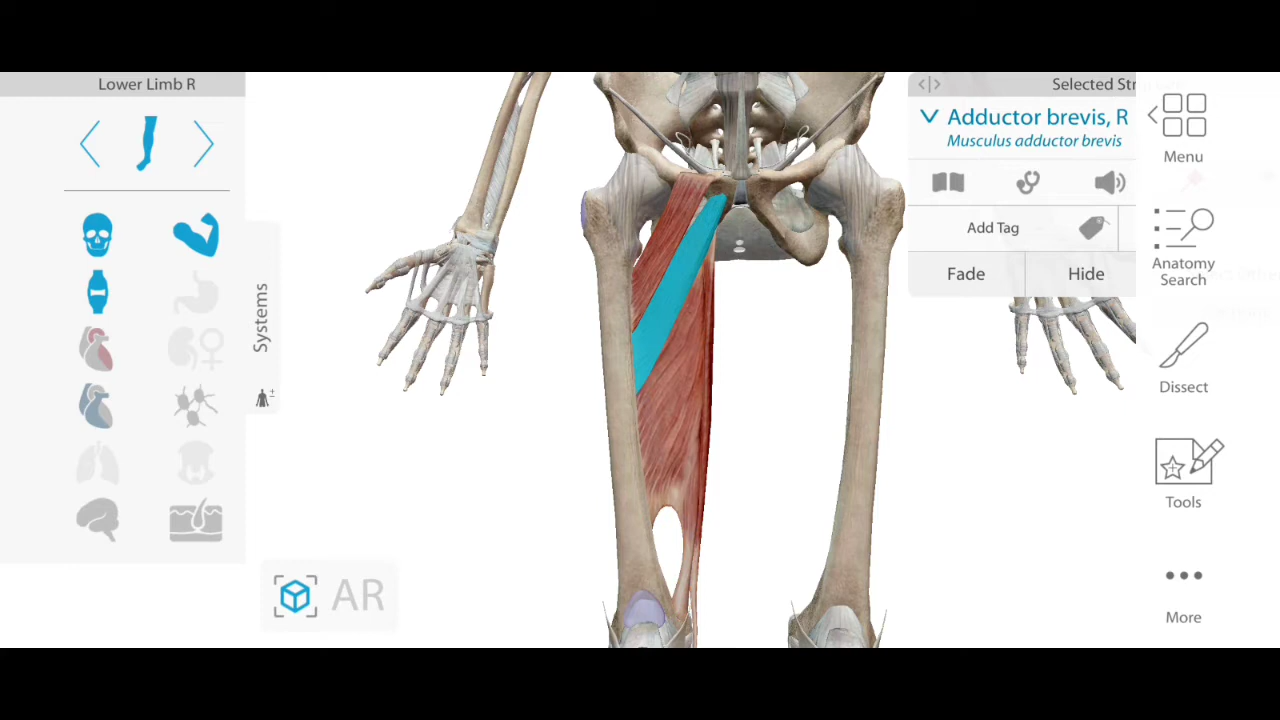 Lower Limb R
Systems
AR
Selected Str
Adductor brevis, R
Musculus adductor brevis
Add Tag
Fade
Hide
Menu
Anatomy
Search
Dissect
Tools
More